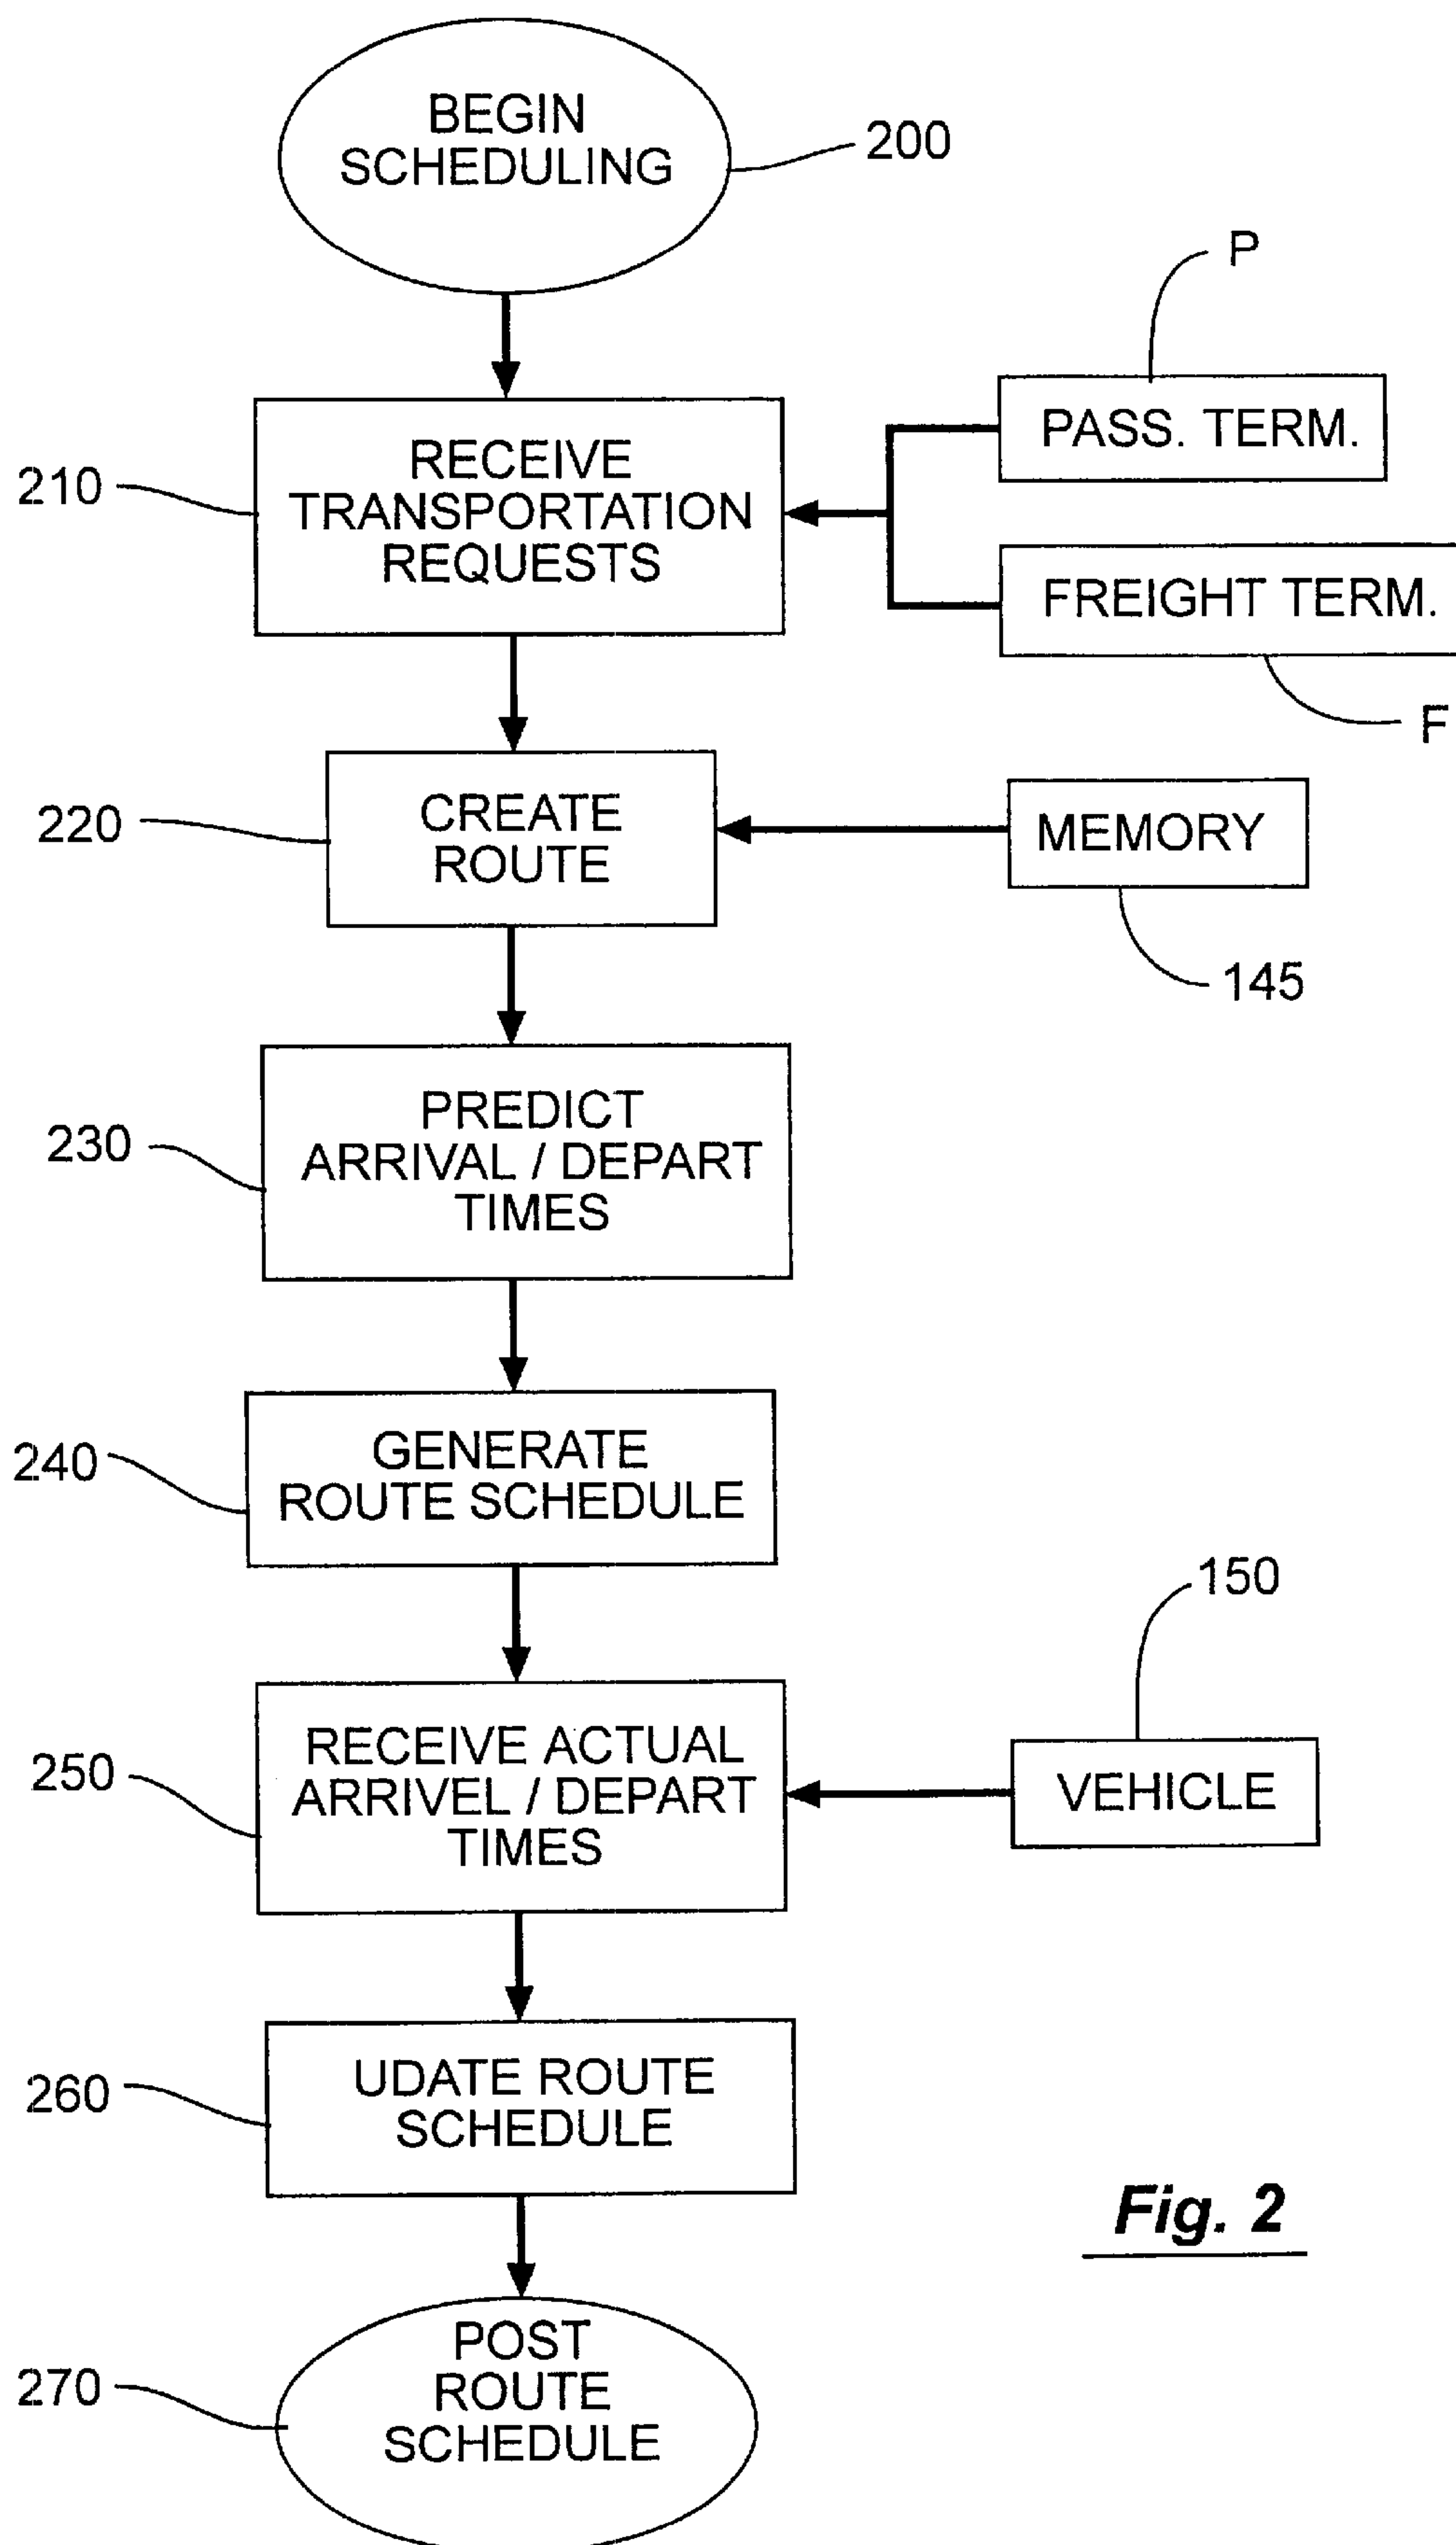 BEGIN
SCHEDULING
200
P
PASS. TERM.
210
RECEIVE
TRANSPORTATION
REQUESTS
FREIGHT TERM.
F
220
CREATE
ROUTE
MEMORY
145
230
PREDICT
ARRIVAL / DEPART
TIMES
240
GENERATE
ROUTE SCHEDULE
150
250
RECEIVE ACTUAL
ARRIVEL / DEPART
TIMES
VEHICLE
260
UDATE ROUTE
SCHEDULE
Fig. 2
270
POST
ROUTE
SCHEDULE